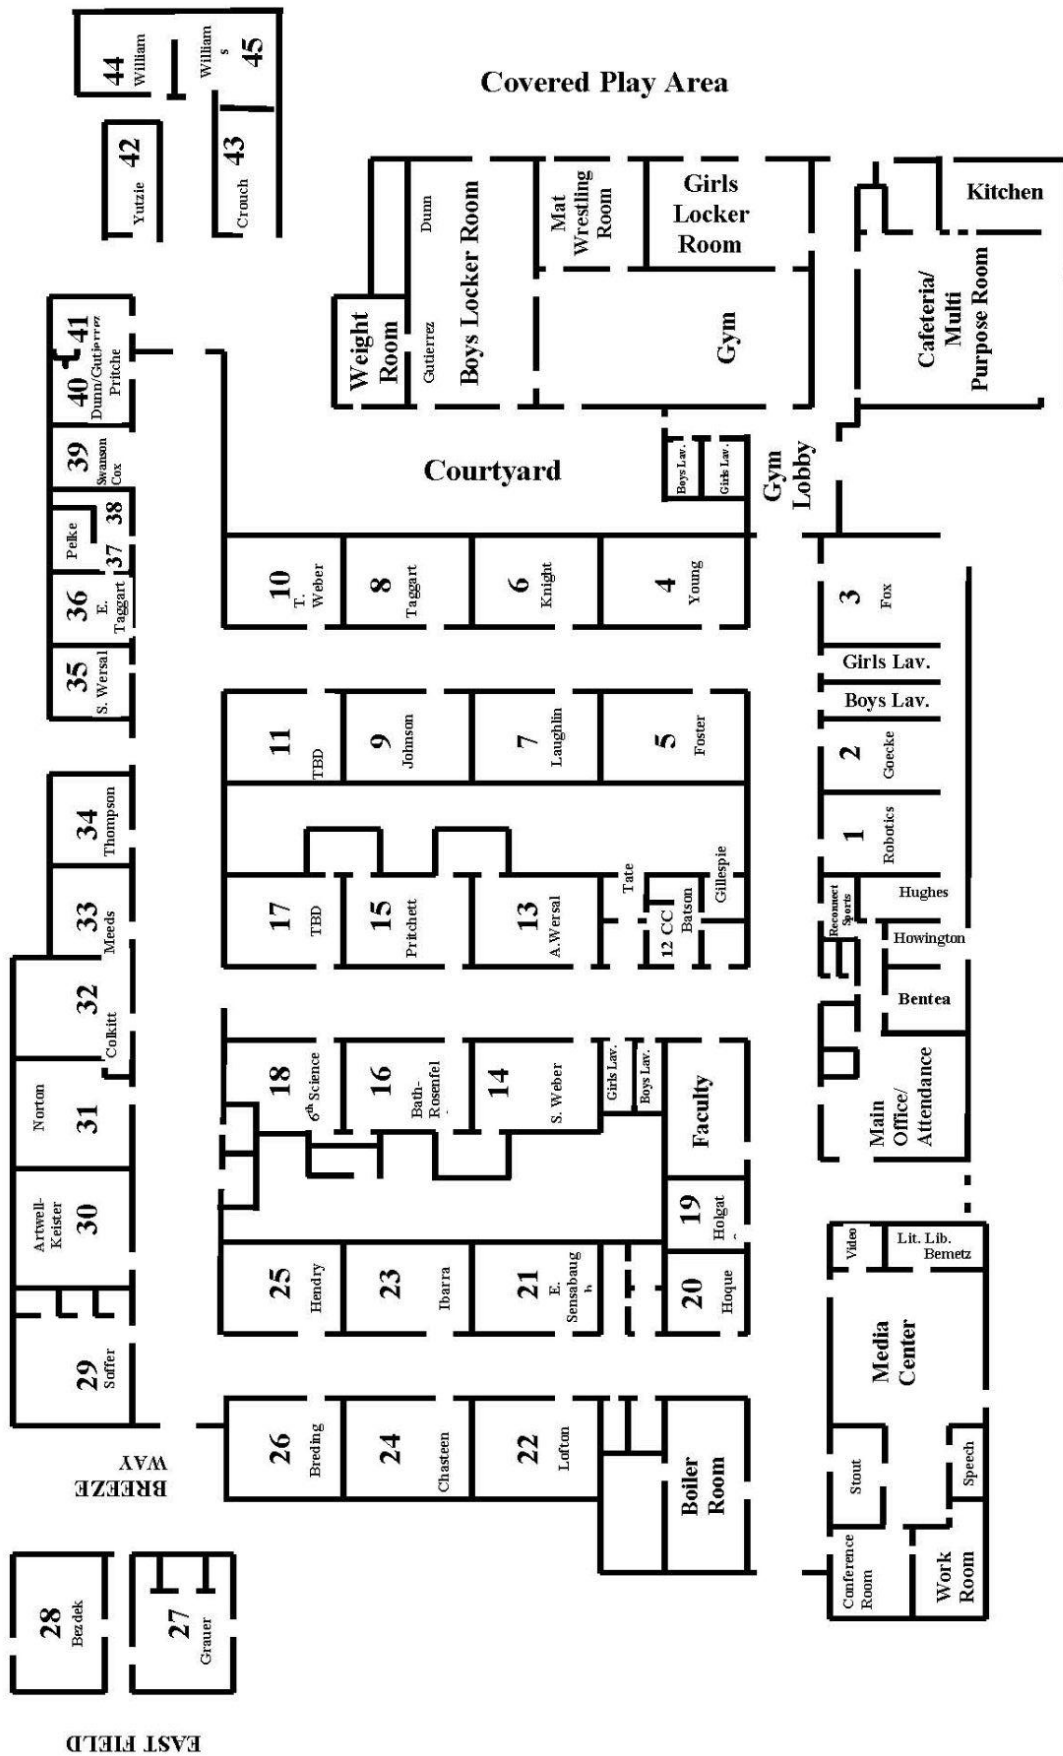 44
William
William
s
45
42
Yutzie
43
Crouch
Covered Play Area
41
40
Dunn/Gutierrez
Pritche
39
Swanson
Cox
38
Pelke
37
36
E.
Taggart
35
S. Wersal
34
Thompson
33
Meeds
32
Colkitt
Norton
31
Artwell-
Keister
30
29
Soffer
BREEZE
WAY
28
Bezdek
27
Grauer
EAST FIELD
Weight
Room
Dunn
Gutierrez
Boys Locker Room
Mat
Wrestling
Room
Girls
Locker
Room
Gym
Kitchen
Cafeteria/
Multi
Purpose Room
Courtyard
Boys Lav.
Girls Lav.
Gym
Lobby
10
T.
Weber
8
Taggart
6
Knight
4
Young
3
Fox
Girls Lav.
Boys Lav.
2
Goecke
1
Robotics
11
TBD
9
Johnson
7
Laughlin
5
Foster
17
TBD
15
Pritchett
13
A.Wersal
Tate
12 CC
Batson
Gillespie
Reconnect
Sports
Hughes
Howington
Bentea
Main
Office/
Attendance
18
6th Science
16
Bath-
Rosenfel
14
S. Weber
Girls Lav.
Boys Lav.
Faculty
19
Holgat
20
Hoque
25
Hendry
23
Ibarra
21
E.
Sensabaug
h
26
Breding
24
Chasteen
22
Lofton
Boiler
Room
Video
Lit. Lib.
Bemetz
Media
Center
Stout
Speech
Conference
Room
Work
Room